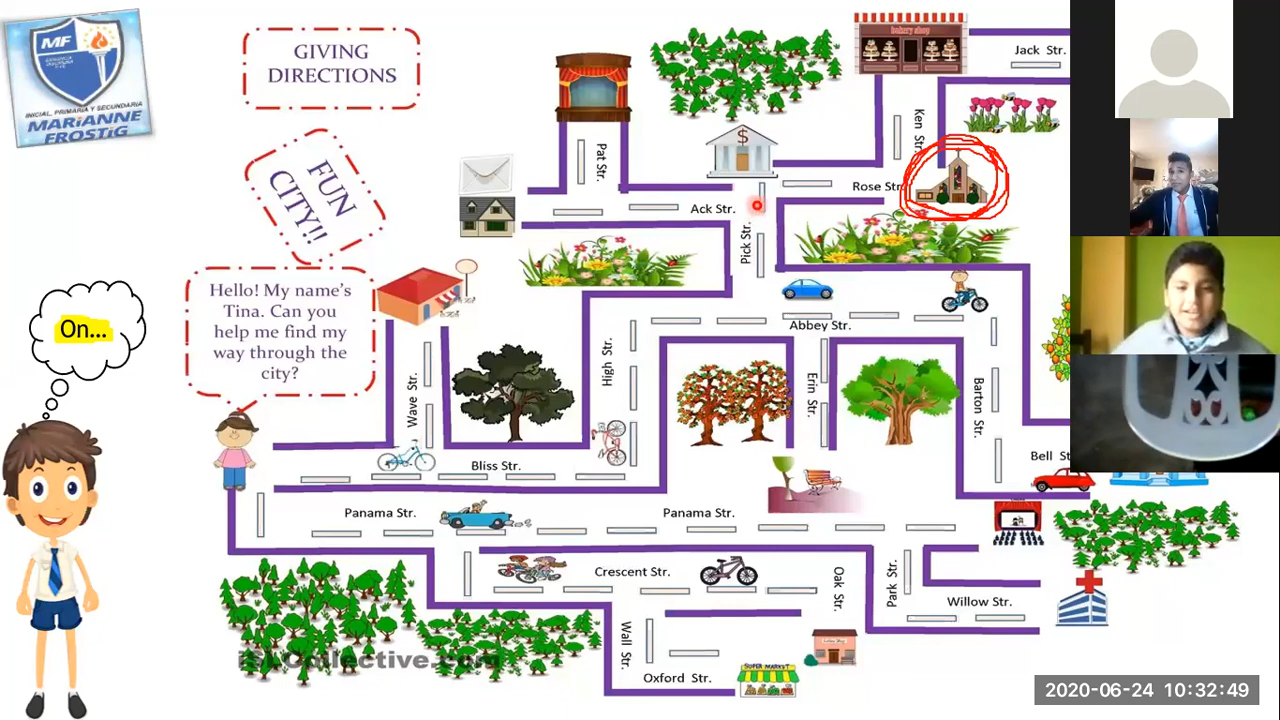 MF
INICIAL, PRIMARIA Y SECUNDARIA
MARIANNE
FROSTIG
GIVING
DIRECTIONS
FUN
CITY!!
Hello! My name's
Tina. Can you
help me find my
way through the
city?
On...
bakery shop
Jack Str.
Ken Str.
Pat Str.
$
Rose Str.
Ack Str.
Pick Str.
Abbey Str.
High Str.
Wave Str.
Erin Str.
Barton Str.
Bliss Str.
Bell St
Panama Str.
Panama Str.
Crescent Str.
Oak Str.
Park Str.
Willow Str.
Wall Str.
Oxford Str.
SUPER MARKET
iSLCollective.com
2020-06-24 10:32:49